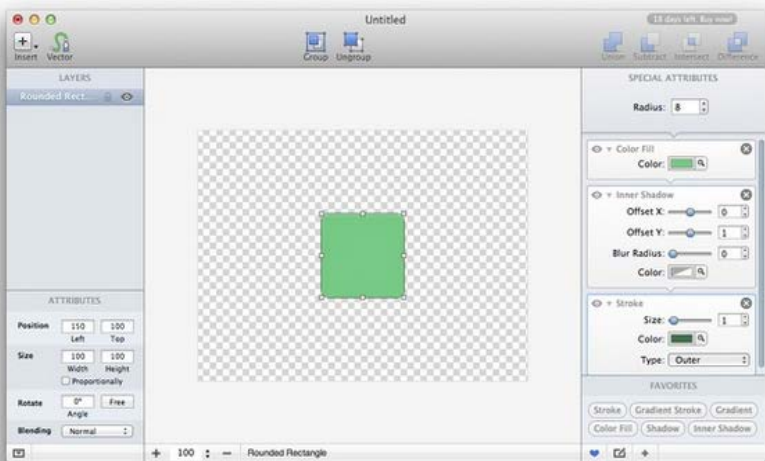 Untitled
18 days left. Buy now!
Insert
Vector
Group
Ungroup
Union
Subtract
Intersect
Difference
LAYERS
Rounded Rect...
SPECIAL ATTRIBUTES
Radius: 8
Color Fill
Color:
Inner Shadow
Offset X: 0
Offset Y: 1
Blur Radius: 0
Color:
Stroke
Size: 1
Color:
Type: Outer
ATTRIBUTES
Position 150 100
Left Top
Size 100 100
Width Height
Proportionally
Rotate 0° Free
Angle
Blending Normal
FAVORITES
Stroke Gradient Stroke Gradient
Color Fill Shadow Inner Shadow
+ 100 : − Rounded Rectangle